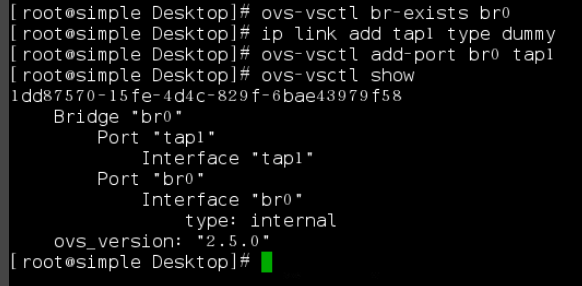 [root@simple Desktop]# ovs-vsctl br-exists br0
[root@simple Desktop]# ip link add tap1 type dummy
[root@simple Desktop]# ovs-vsctl add-port br0 tap1
[root@simple Desktop]# ovs-vsctl show
1dd87570-15fe-4d4c-829f-6bae43979f58
    Bridge "br0"
        Port "tap1"
            Interface "tap1"
        Port "br0"
            Interface "br0"
                type: internal
    ovs_version: "2.5.0"
[root@simple Desktop]#